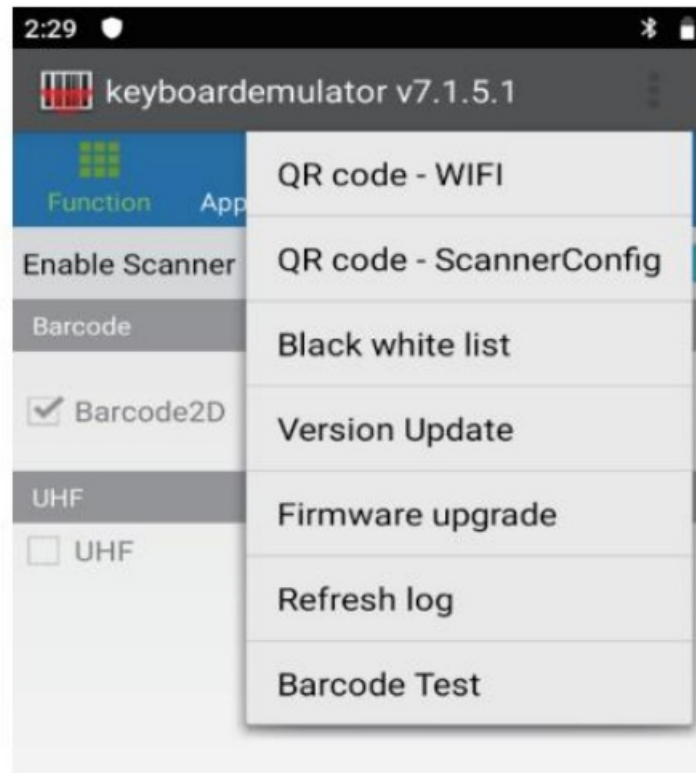 2:29
keyboardemulator v7.1.5.1
Function
App
QR code - WIFI
QR code - ScannerConfig
Black white list
Version Update
Firmware upgrade
Refresh log
Barcode Test
Enable Scanner
Barcode
Barcode2D
UHF
UHF